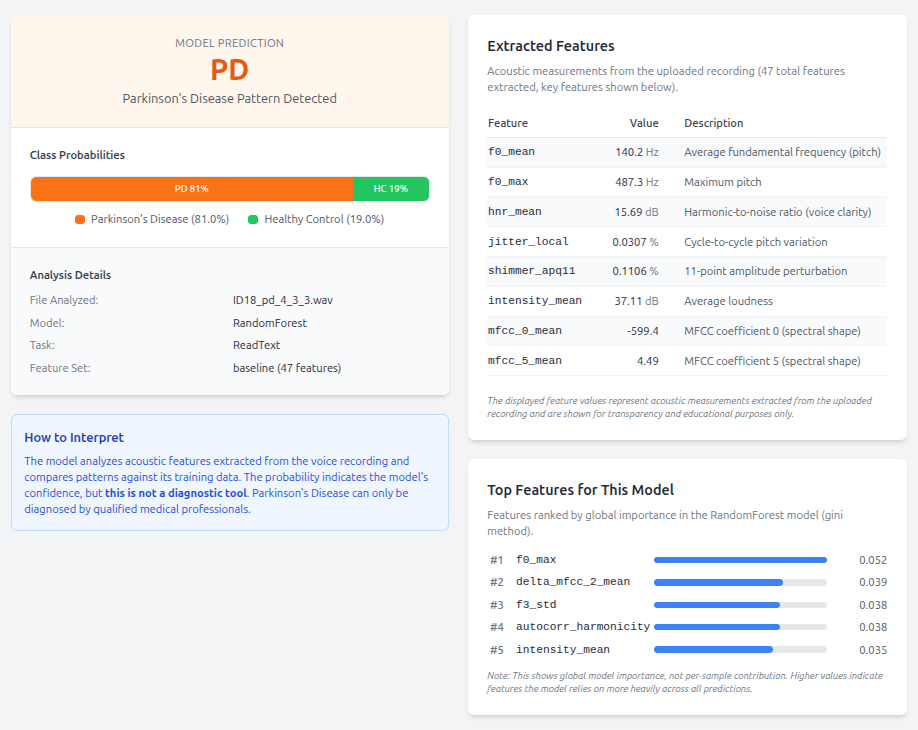 MODEL PREDICTION
PD
Parkinson's Disease Pattern Detected
Class Probabilities
PD 81%
HC 19%
Parkinson's Disease (81.0%)
Healthy Control (19.0%)
Analysis Details
File Analyzed: ID18_pd_4_3_3.wav
Model: RandomForest
Task: ReadText
Feature Set: baseline (47 features)
How to Interpret
The model analyzes acoustic features extracted from the voice recording and
compares patterns against its training data. The probability indicates the model's
confidence, but this is not a diagnostic tool. Parkinson's Disease can only be
diagnosed by qualified medical professionals.
Extracted Features
Acoustic measurements from the uploaded recording (47 total features
extracted, key features shown below).
Feature Value Description
f0_mean 140.2 Hz Average fundamental frequency (pitch)
f0_max 487.3 Hz Maximum pitch
hnr_mean 15.69 dB Harmonic-to-noise ratio (voice clarity)
jitter_local 0.0307 % Cycle-to-cycle pitch variation
shimmer_apq11 0.1106 % 11-point amplitude perturbation
intensity_mean 37.11 dB Average loudness
mfcc_0_mean -599.4 MFCC coefficient 0 (spectral shape)
mfcc_5_mean 4.49 MFCC coefficient 5 (spectral shape)
The displayed feature values represent acoustic measurements extracted from the uploaded
recording and are shown for transparency and educational purposes only.
Top Features for This Model
Features ranked by global importance in the RandomForest model (gini
method).
#1 f0_max 0.052
#2 delta_mfcc_2_mean 0.039
#3 f3_std 0.038
#4 autocorr_harmonicity 0.038
#5 intensity_mean 0.035
Note: This shows global model importance, not per-sample contribution. Higher values indicate
features the model relies on more heavily across all predictions.